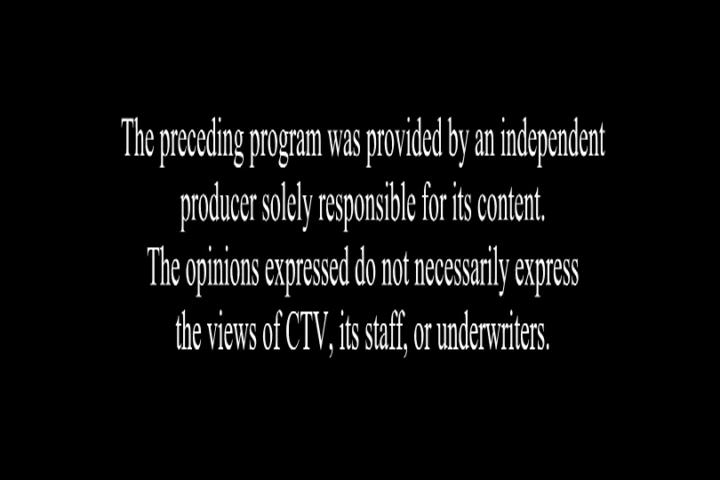 The preceding program was provided by an independent
producer solely responsible for its content.
The opinions expressed do not necessarily express
the views of CTV, its staff, or underwriters.